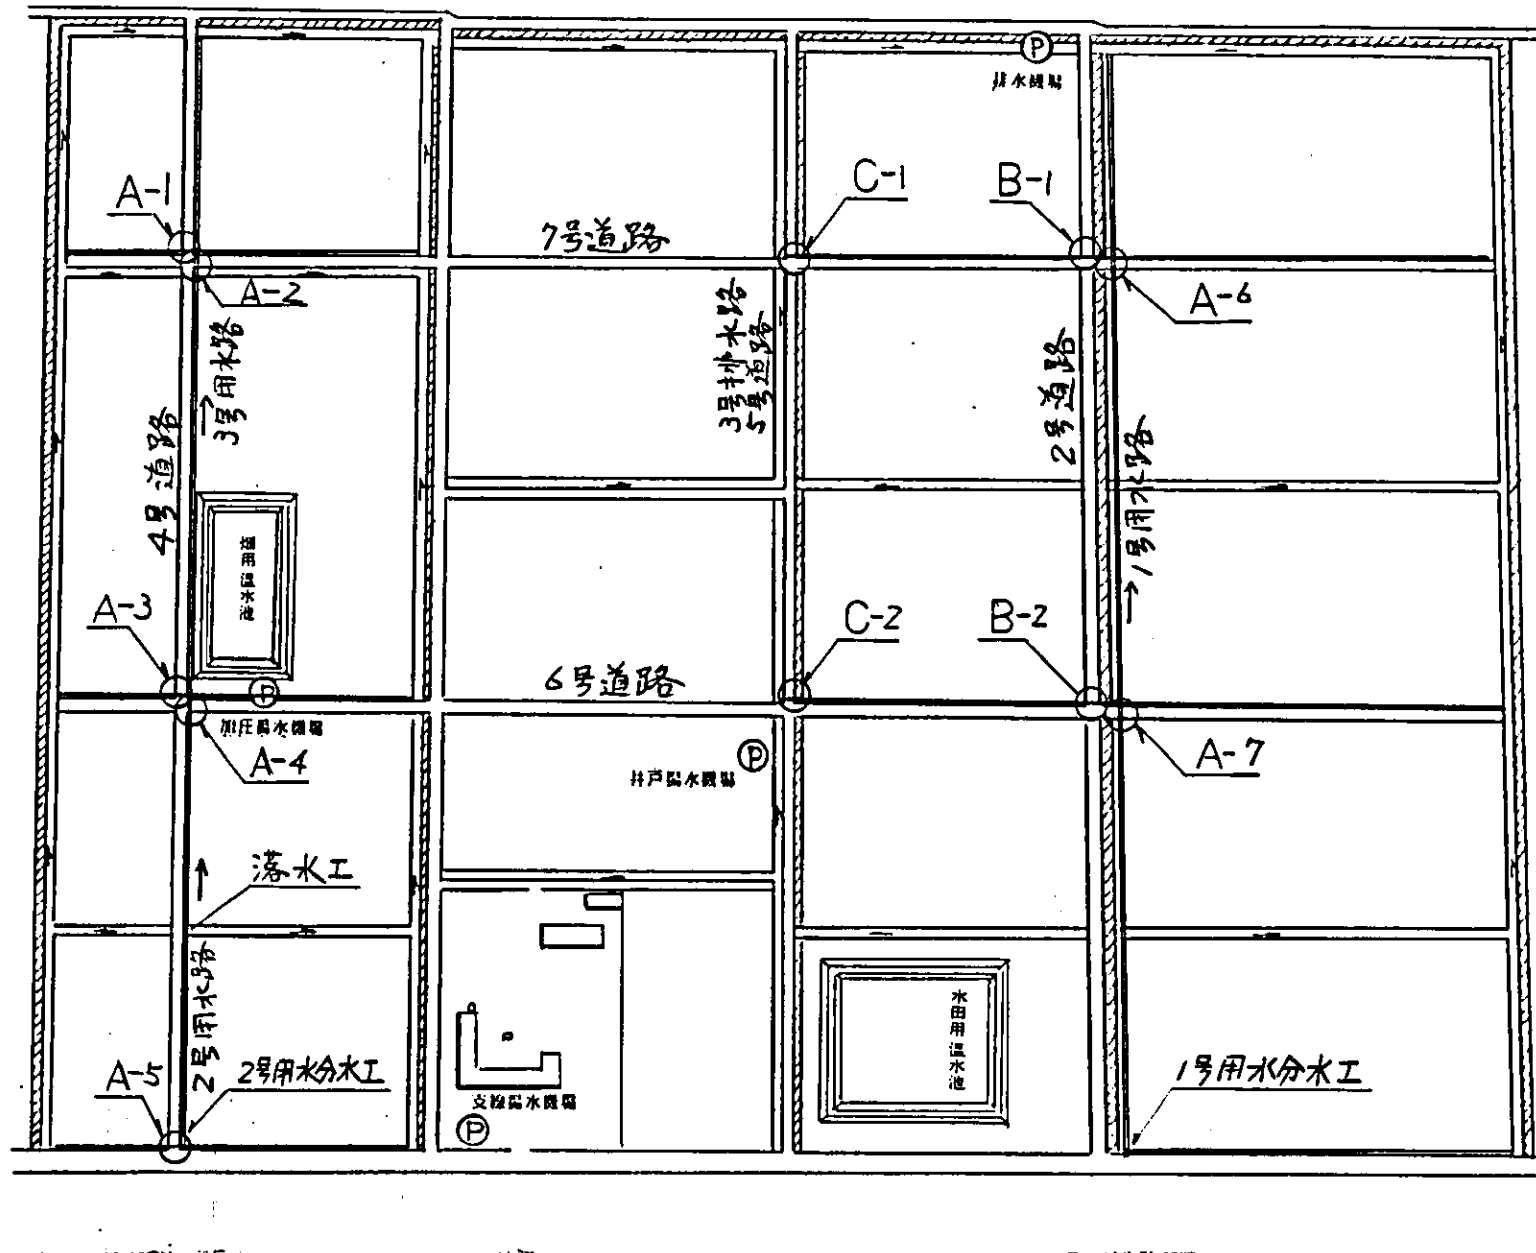 P
排水機場
A-1
C-1
B-1
7号道路
A-2
A-6
3号用水路
3号排水路
5号道路
2号道路
4号道路
1号用水路
畑用温水池
A-3
C-2
B-2
6号道路
P
加圧揚水機場
A-4
P
井戸揚水機場
A-7
落水工
2号用水路
水田用温水池
A-5
2号用水分水工
1号用水分水工
支線揚水機場
P